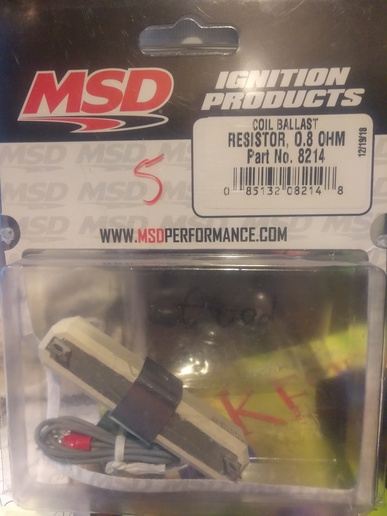 MSD
IGNITION
PRODUCTS
COIL BALLAST
RESISTOR, 0.8 OHM
Part No. 8214
0 85132 08214 8
12/19/18
5
WWW.MSDPERFORMANCE.COM
Good